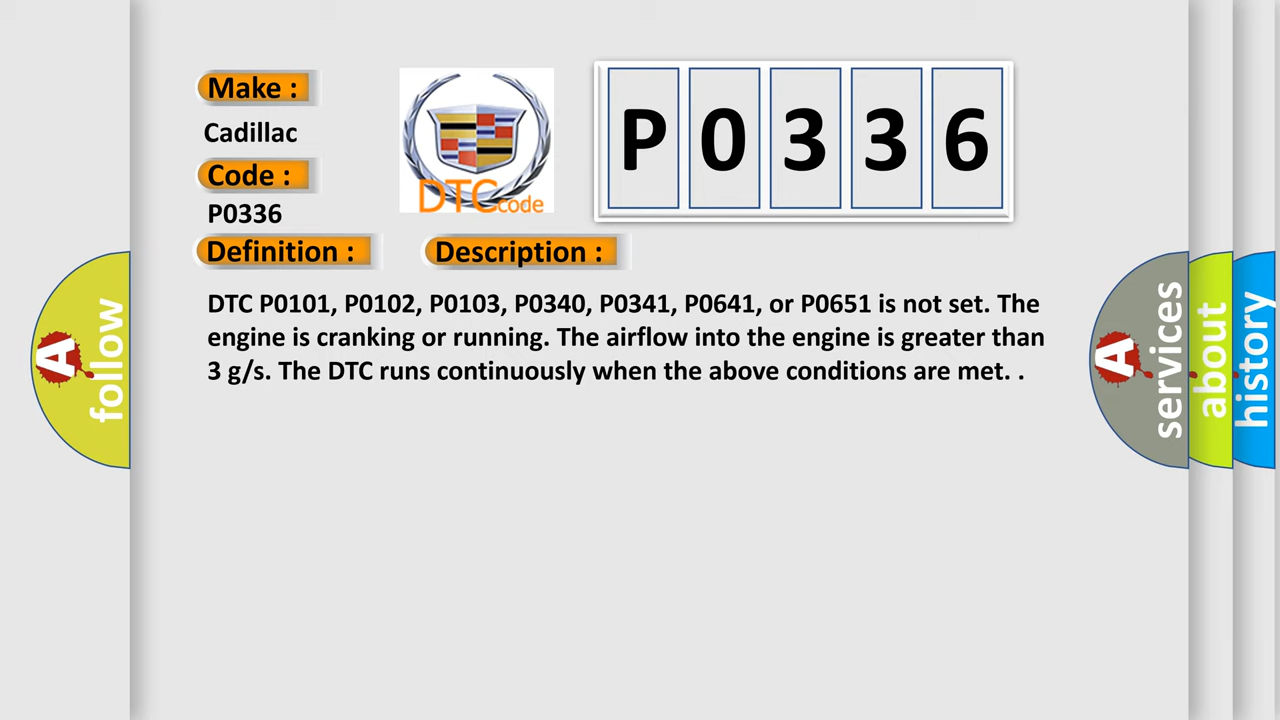 Make :
Cadillac
Code :
P0336
Definition :
Description :
DTC code
P0336
DTC P0101, P0102, P0103, P0340, P0341, P0641, or P0651 is not set. The
engine is cranking or running. The airflow into the engine is greater than
3 g/s. The DTC runs continuously when the above conditions are met. .
A follow
A services
about
history